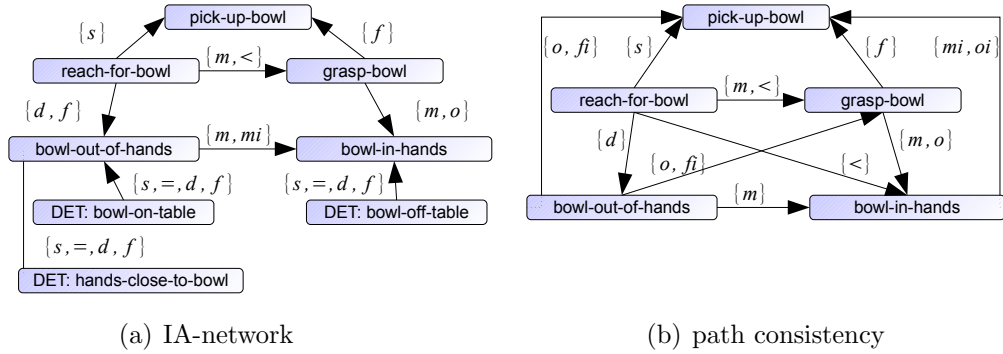 pick-up-bowl
{s}
{f}
reach-for-bowl
{m,<}
grasp-bowl
{d, f}
{m,o}
bowl-out-of-hands
{m,mi}
bowl-in-hands
{s,=,d, f}
{s,=,d, f}
DET: bowl-on-table
DET: bowl-off-table
{s,=,d, f}
DET: hands-close-to-bowl
(a) IA-network
pick-up-bowl
{o, fi}
{s}
{f}
{mi,oi}
reach-for-bowl
{m,<}
grasp-bowl
{d}
{o, fi}
{<}
{m,o}
bowl-out-of-hands
{m}
bowl-in-hands
(b) path consistency